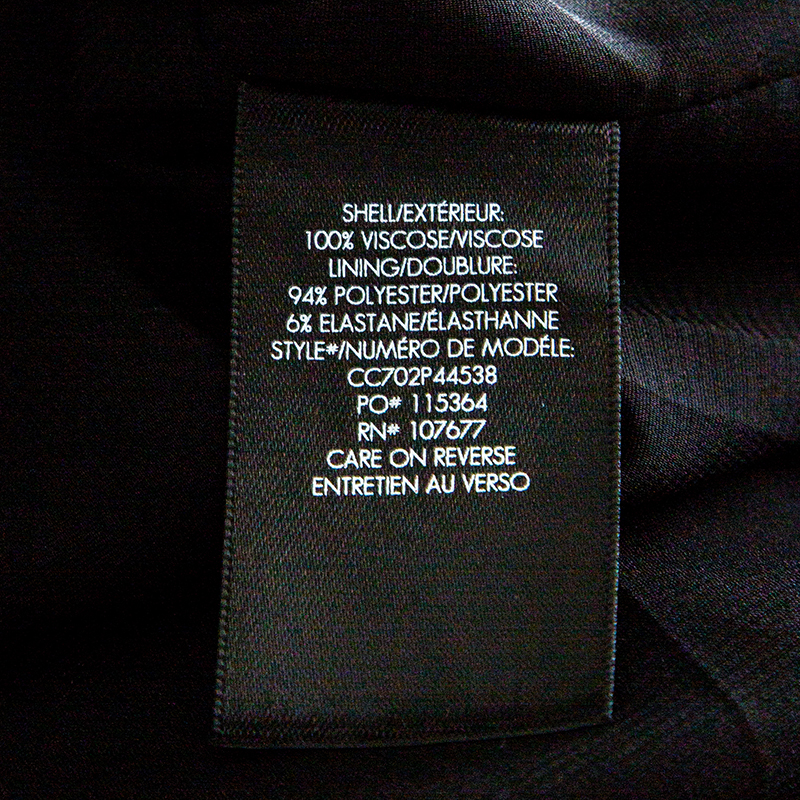 SHELL/EXTÉRIEUR:
100% VISCOSE/VISCOSE
LINING/DOUBLURE:
94% POLYESTER/POLYESTER
6% ELASTANE/ÉLASTHANNE
STYLE#/NUMÉRO DE MODÉLE:
CC702P44538
PO# 115364
RN# 107677
CARE ON REVERSE
ENTRETIEN AU VERSO